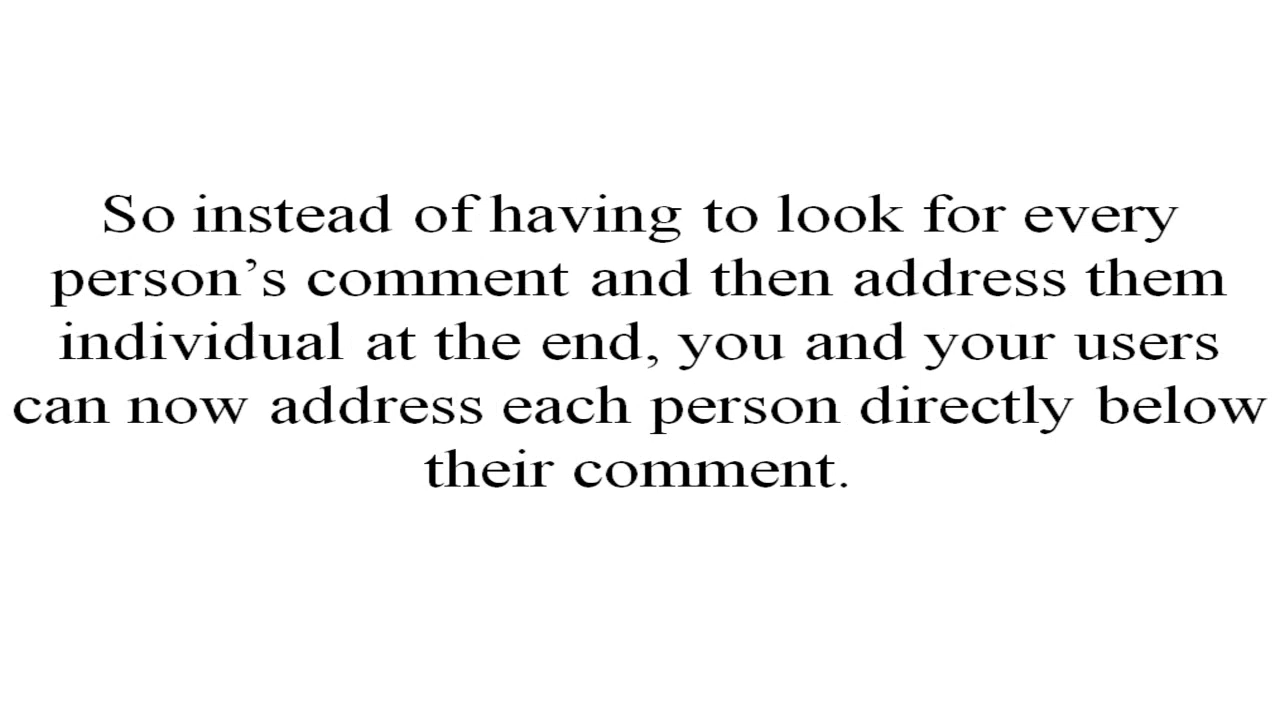 So instead of having to look for every
person’s comment and then address them
individual at the end, you and your users
can now address each person directly below
their comment.